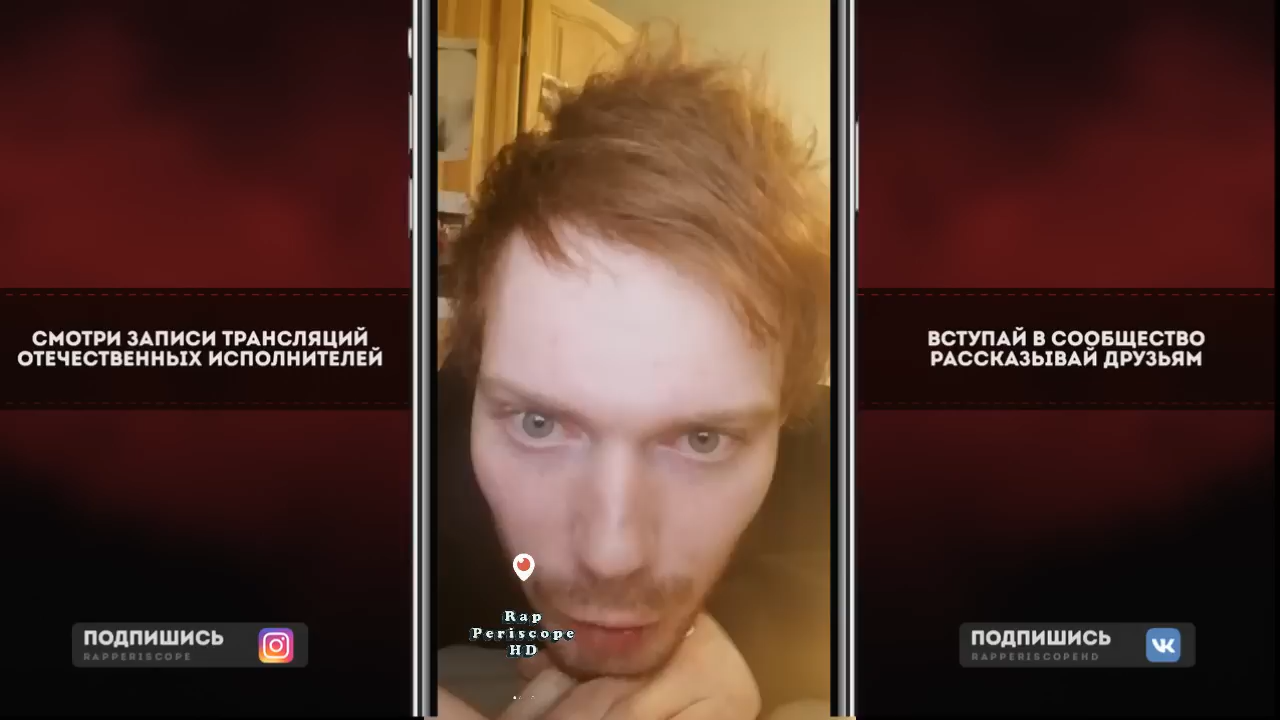 СМОТРИ ЗАПИСИ ТРАНСЛЯЦИЙ
ОТЕЧЕСТВЕННЫХ ИСПОЛНИТЕЛЕЙ
ВСТУПАЙ В СООБЩЕСТВО
РАССКАЗЫВАЙ ДРУЗЬЯМ
Rap
Periscope
HD
ПОДПИШИСЬ
RAPPERISCOPE
ПОДПИШИСЬ
RAPPERISCOPEHD